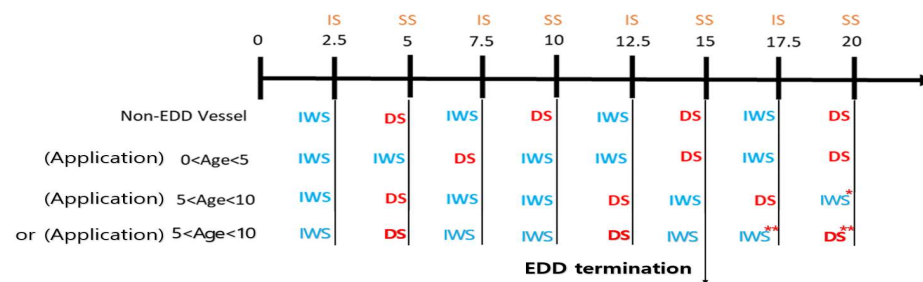 IS SS IS SS IS SS IS SS
0 2.5 5 7.5 10 12.5 15 17.5 20
Non-EDD Vessel IWS DS IWS DS IWS DS IWS DS
(Application) 0<Age<5 IWS IWS DS IWS IWS DS IWS DS
(Application) 5<Age<10 IWS DS IWS IWS DS IWS DS IWS*
or (Application) 5<Age<10 IWS DS IWS IWS DS IWS IWS** DS**
EDD termination